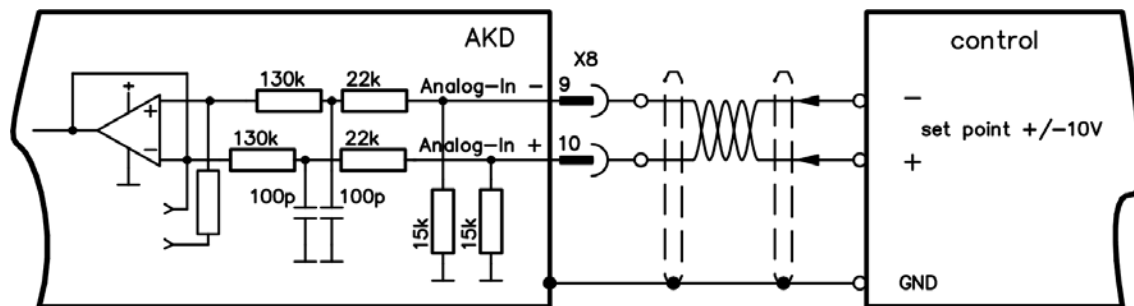 AKD
control
X8
130k
22k
Analog-In -
9
-
130k
22k
Analog-In +
10
set point +/-10V
+
+
+
-
100p
100p
15k
15k
GND